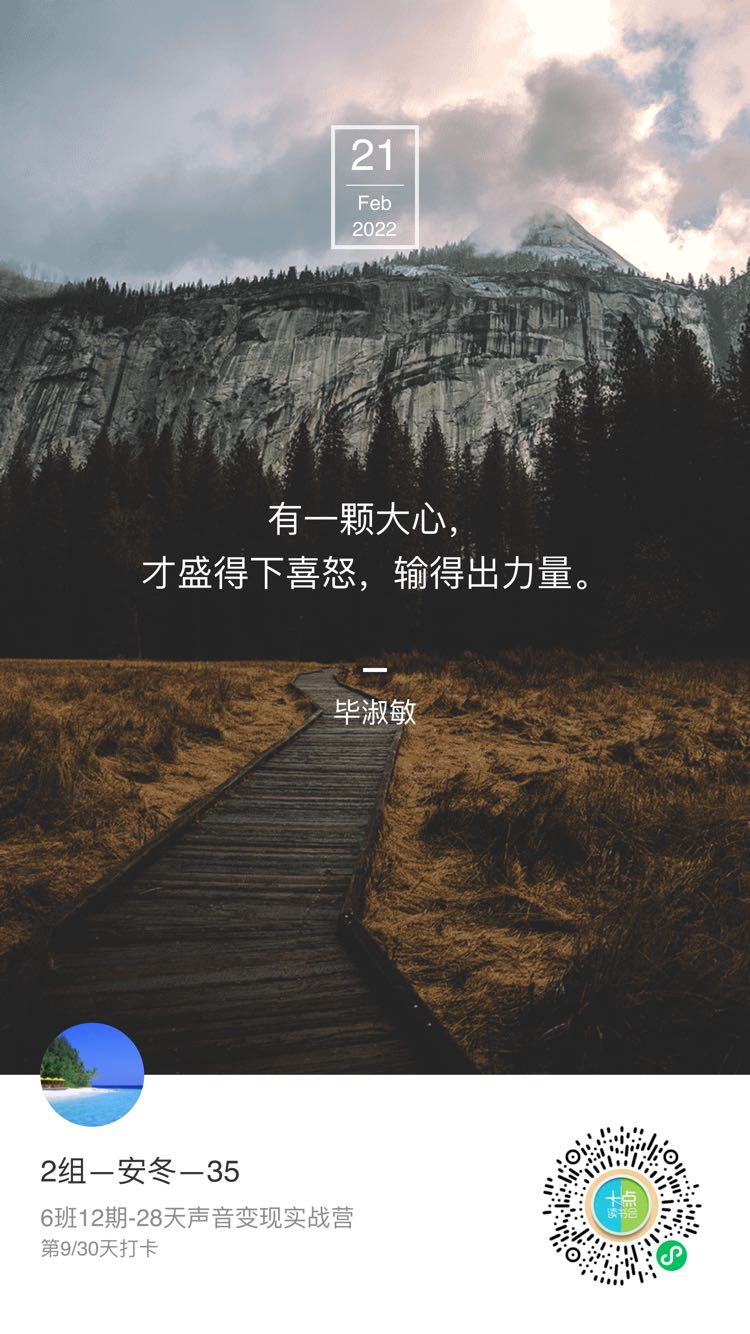 21
Feb
2022
有一颗大心，
才盛得下喜怒，输得出力量。
毕淑敏
2组—安冬—35
6班12期-28天声音变现实战营
第9/30天打卡
十点
读书会